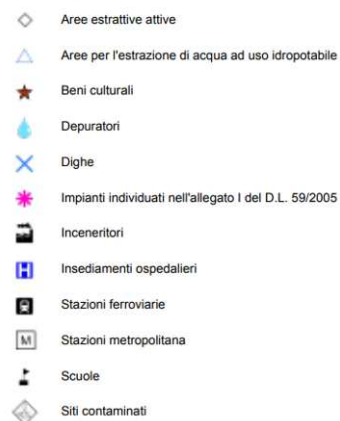 Aree estrattive attive
Aree per l'estrazione di acqua ad uso idropotabile
Beni culturali
Depuratori
Dighe
Impianti individuati nell'allegato I del D.L. 59/2005
Inceneritori
H Insediamenti ospedalieri
Stazioni ferroviarie
M Stazioni metropolitana
Scuole
Siti contaminati